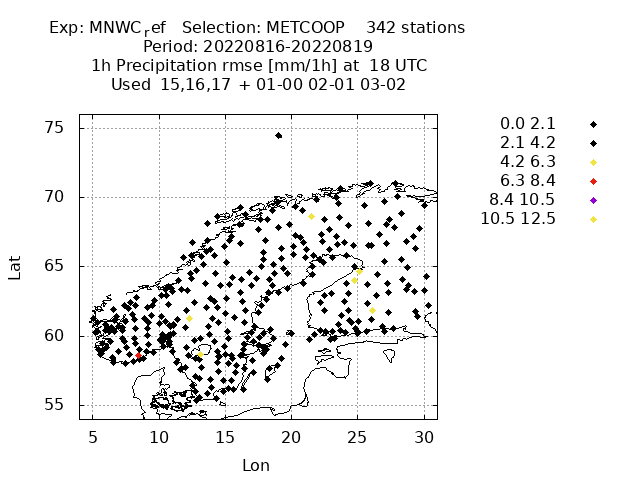 Exp: MNWCref   Selection: METCOOP    342 stations
Period: 20220816-20220819
1h Precipitation rmse [mm/1h] at  18 UTC
Used  15,16,17  + 01-00 02-01 03-02
0.0 2.1
2.1 4.2
4.2 6.3
6.3 8.4
8.4 10.5
10.5 12.5
75
70
65
60
55
Lat
5 10 15 20 25 30
Lon